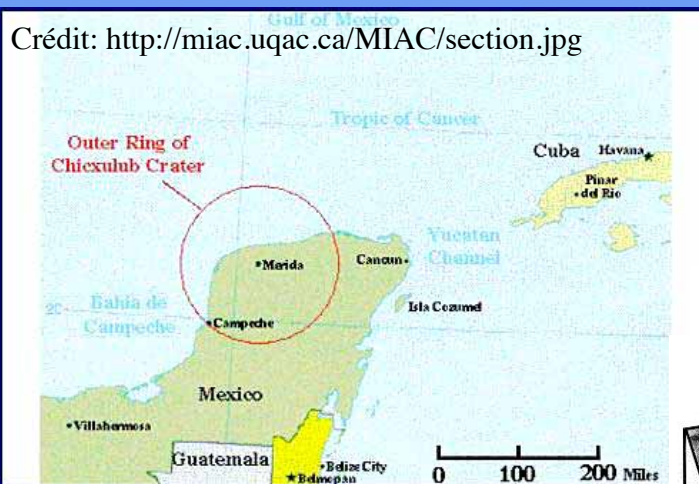 Gulf of Mexico
Crédit: http://miac.uqac.ca/MIAC/section.jpg
Tropic of Cancer
Outer Ring of
Chicxulub Crater
Cuba Havana
Pinar
del Rio
Yucatan
Channel
Merida
Cancun
Isla Cozumel
Bahia de
Campeche
Campeche
Mexico
Villahermosa
Guatemala
Belize City
Belmopan
0 100 200 Miles